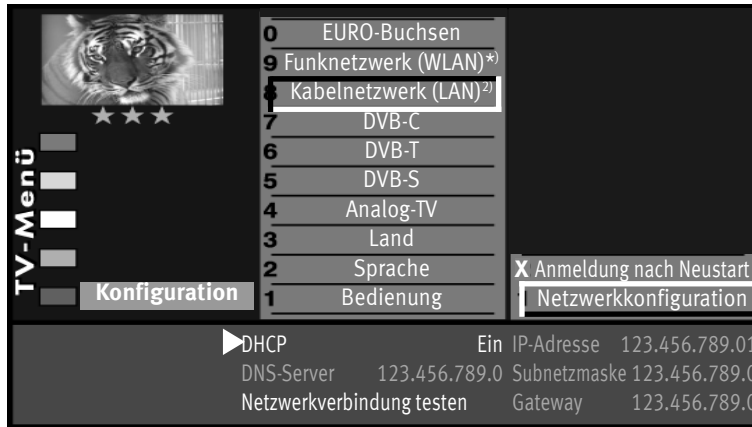 TV-Menü
Konfiguration
0 EURO-Buchsen
9 Funknetzwerk (WLAN)*)
8 Kabelnetzwerk (LAN)2)
7 DVB-C
6 DVB-T
5 DVB-S
4 Analog-TV
3 Land
2 Sprache
1 Bedienung
X Anmeldung nach Neustart
1 Netzwerkkonfiguration
DHCP Ein IP-Adresse 123.456.789.01
DNS-Server 123.456.789.0 Subnetzmaske 123.456.789.0
Netzwerkverbindung testen Gateway 123.456.789.0